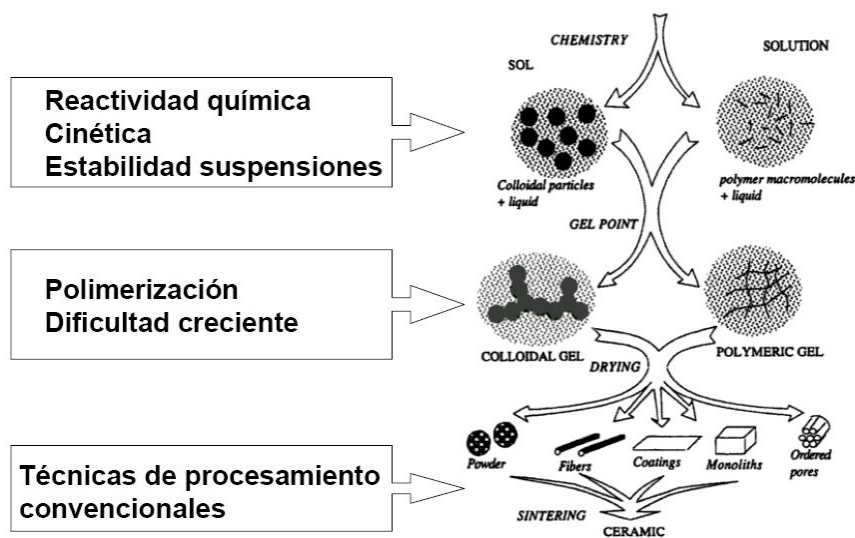 CHEMISTRY
SOLUTION
SOL
Reactividad química
Cinética
Estabilidad suspensiones
Colloidal particles
+ liquid
polymer macromolecules
+ liquid
GEL POINT
Polimerización
Dificultad creciente
COLLOIDAL GEL
POLYMERIC GEL
DRYING
Powder
Fibers
Coatings
Monoliths
Ordered
pores
Técnicas de procesamiento
convencionales
SINTERING
CERAMIC